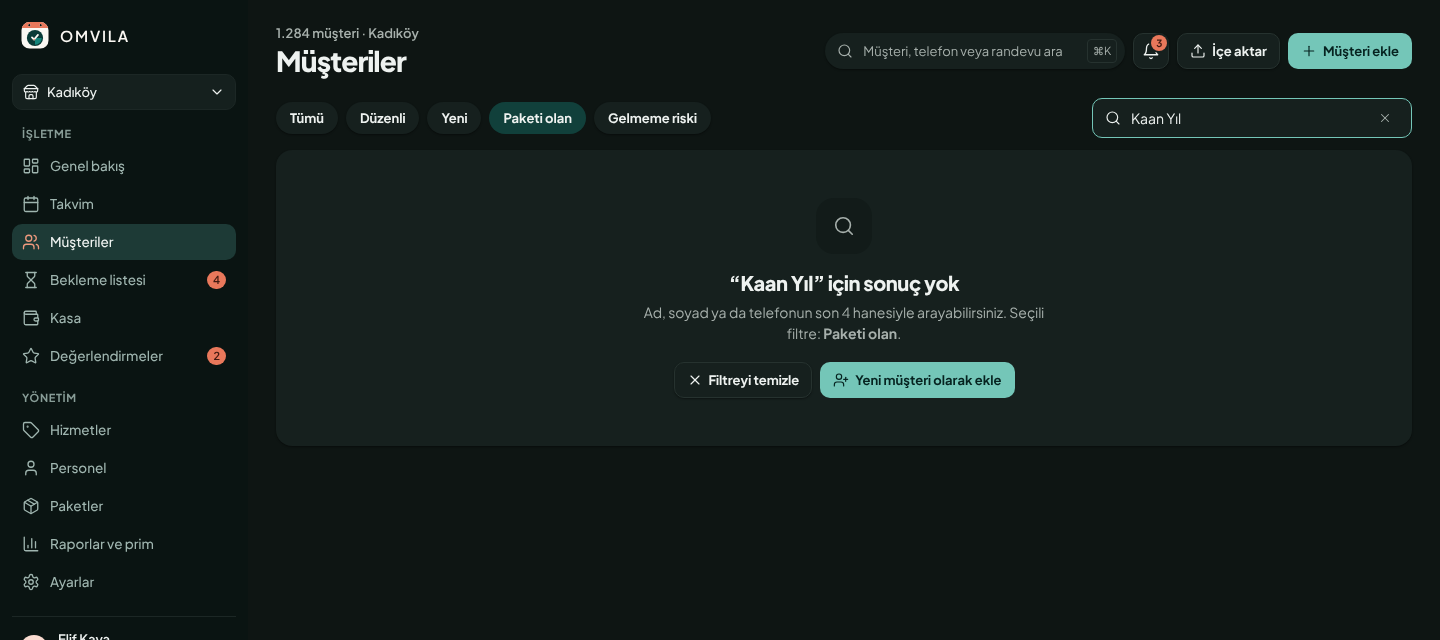 OMVILA
Kadıköy
İŞLETME
Genel bakış
Takvim
Müşteriler
Bekleme listesi
4
Kasa
Değerlendirmeler
2
YÖNETİM
Hizmetler
Personel
Paketler
Raporlar ve prim
Ayarlar
Elif Kaya
1.284 müşteri · Kadıköy
Müşteriler
Müşteri, telefon veya randevu ara
⌘K
3
İçe aktar
Müşteri ekle
Tümü
Düzenli
Yeni
Paketi olan
Gelmeme riski
Kaan Yıl
“Kaan Yıl” için sonuç yok
Ad, soyad ya da telefonun son 4 hanesiyle arayabilirsiniz. Seçili
filtre: Paketi olan.
Filtreyi temizle
Yeni müşteri olarak ekle